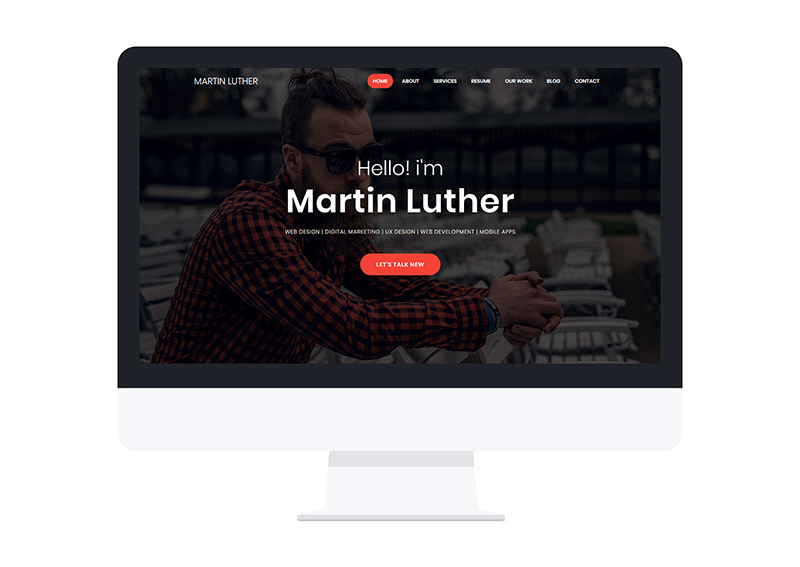 MARTIN LUTHER HOME ABOUT SERVICES RESUME OUR WORK BLOG CONTACT
Hello! i'm
Martin Luther
WEB DESIGN | DIGITAL MARKETING | UX DESIGN | WEB DEVELOPMENT | MOBILE APPS
LET'S TALK NEW